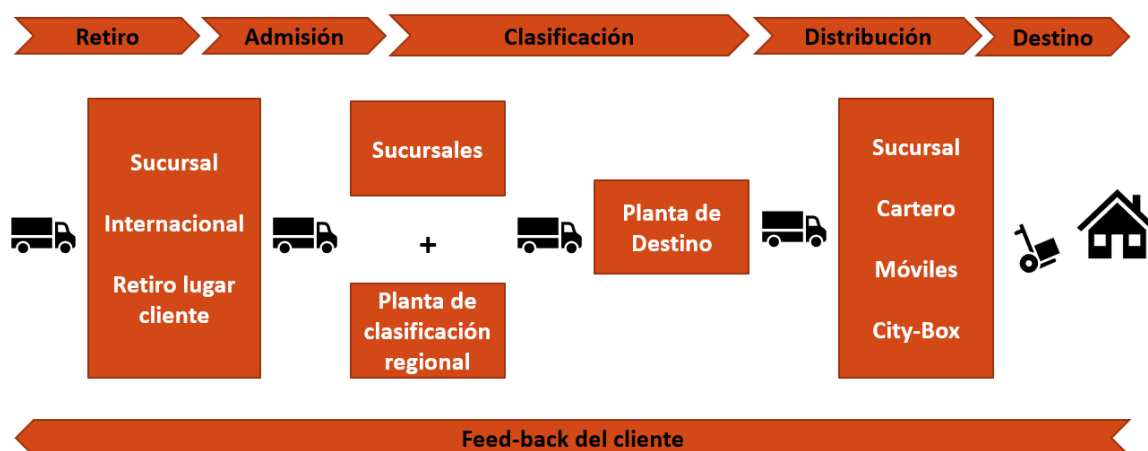 Retiro
Admisión
Clasificación
Distribución
Destino
Sucursal
Internacional
Retiro lugar
cliente
Sucursales
+
Planta de
clasificación
regional
Planta de
Destino
Sucursal
Cartero
Móviles
City-Box
Feed-back del cliente